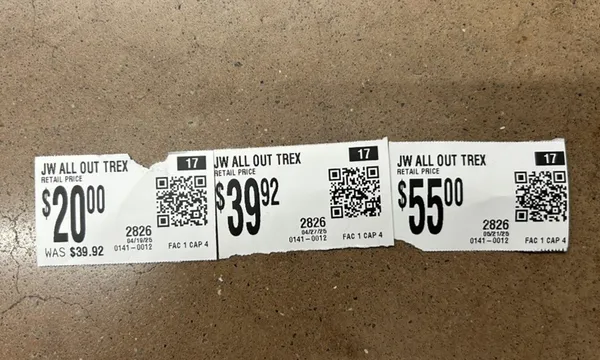 JW ALL OUT TREX 17
RETAIL PRICE
$20.00
2826
04/19/25
0141-0012
WAS $39.92
FAC 1 CAP 4
JW ALL OUT TREX 17
RETAIL PRICE
$39.92
2826
04/27/25
0141-0012
FAC 1 CAP 4
JW ALL OUT TREX 17
RETAIL PRICE
$55.00
2826
05/21/25
0141-0012
FAC 1 CAP 4